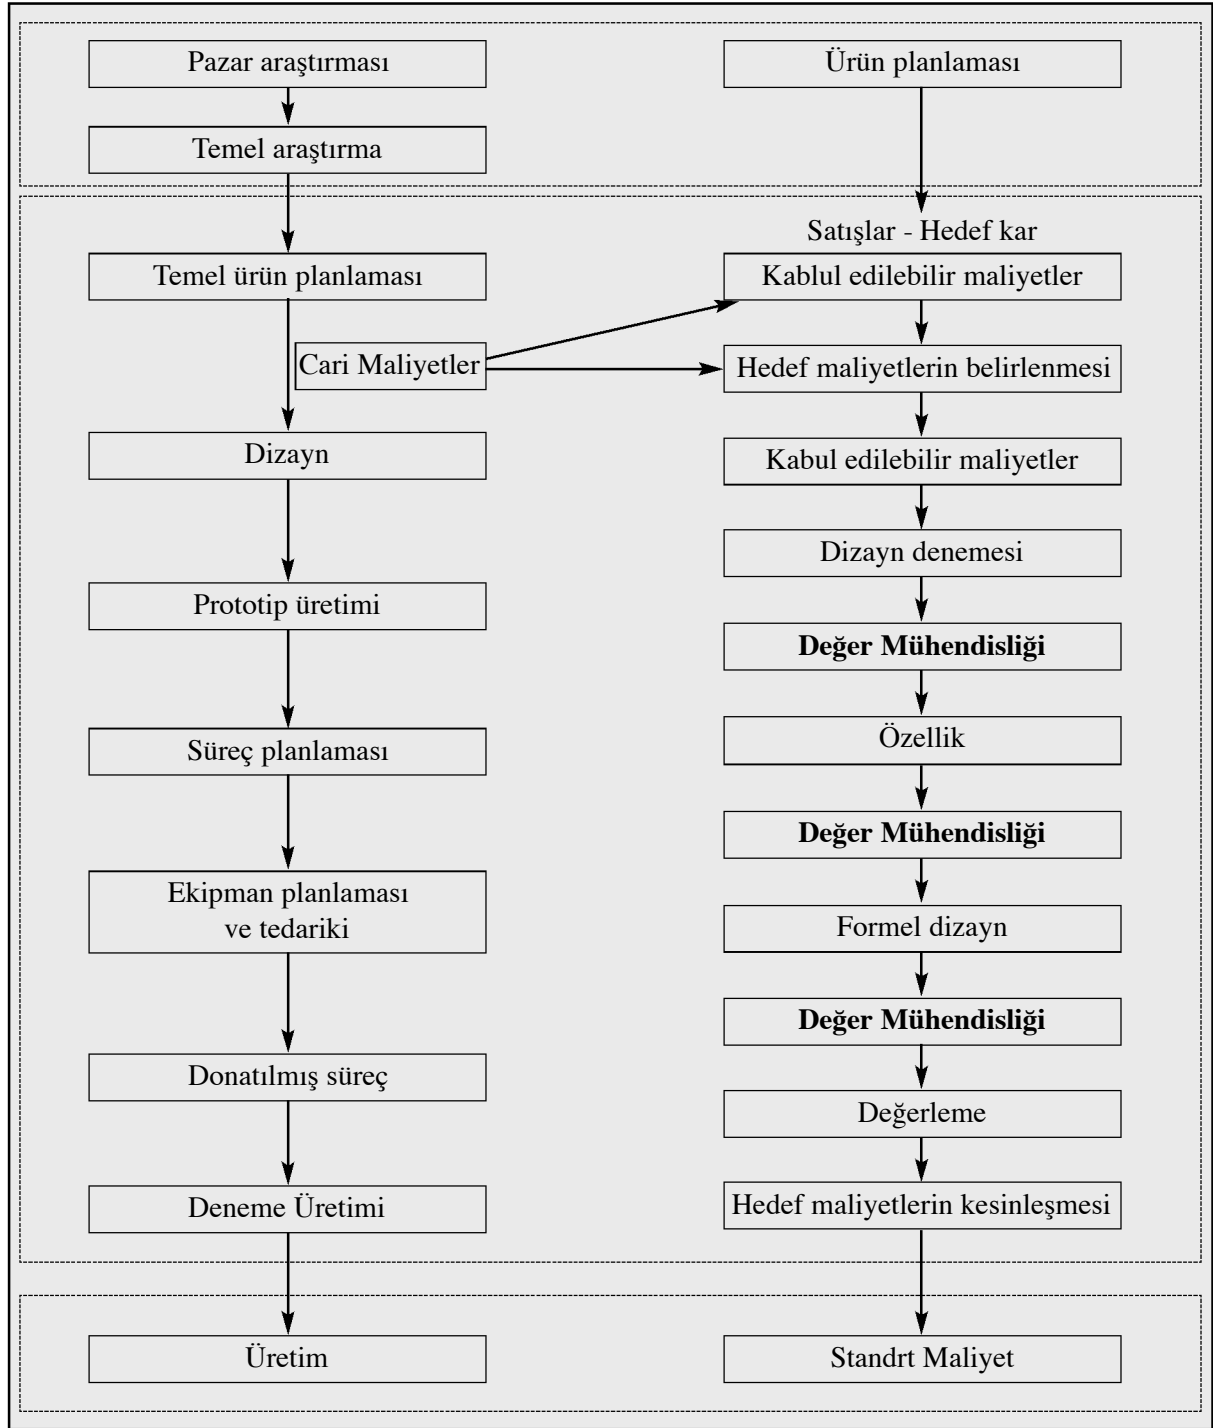 Pazar araştırması
Ürün planlaması
Temel araştırma
Satışlar - Hedef kar
Temel ürün planlaması
Kablul edilebilir maliyetler
Cari Maliyetler
Hedef maliyetlerin belirlenmesi
Dizayn
Kabul edilebilir maliyetler
Dizayn denemesi
Prototip üretimi
Değer Mühendisliği
Süreç planlaması
Özellik
Değer Mühendisliği
Ekipman planlaması
ve tedariki
Formel dizayn
Değer Mühendisliği
Donatılmış süreç
Değerleme
Deneme Üretimi
Hedef maliyetlerin kesinleşmesi
Üretim
Standrt Maliyet